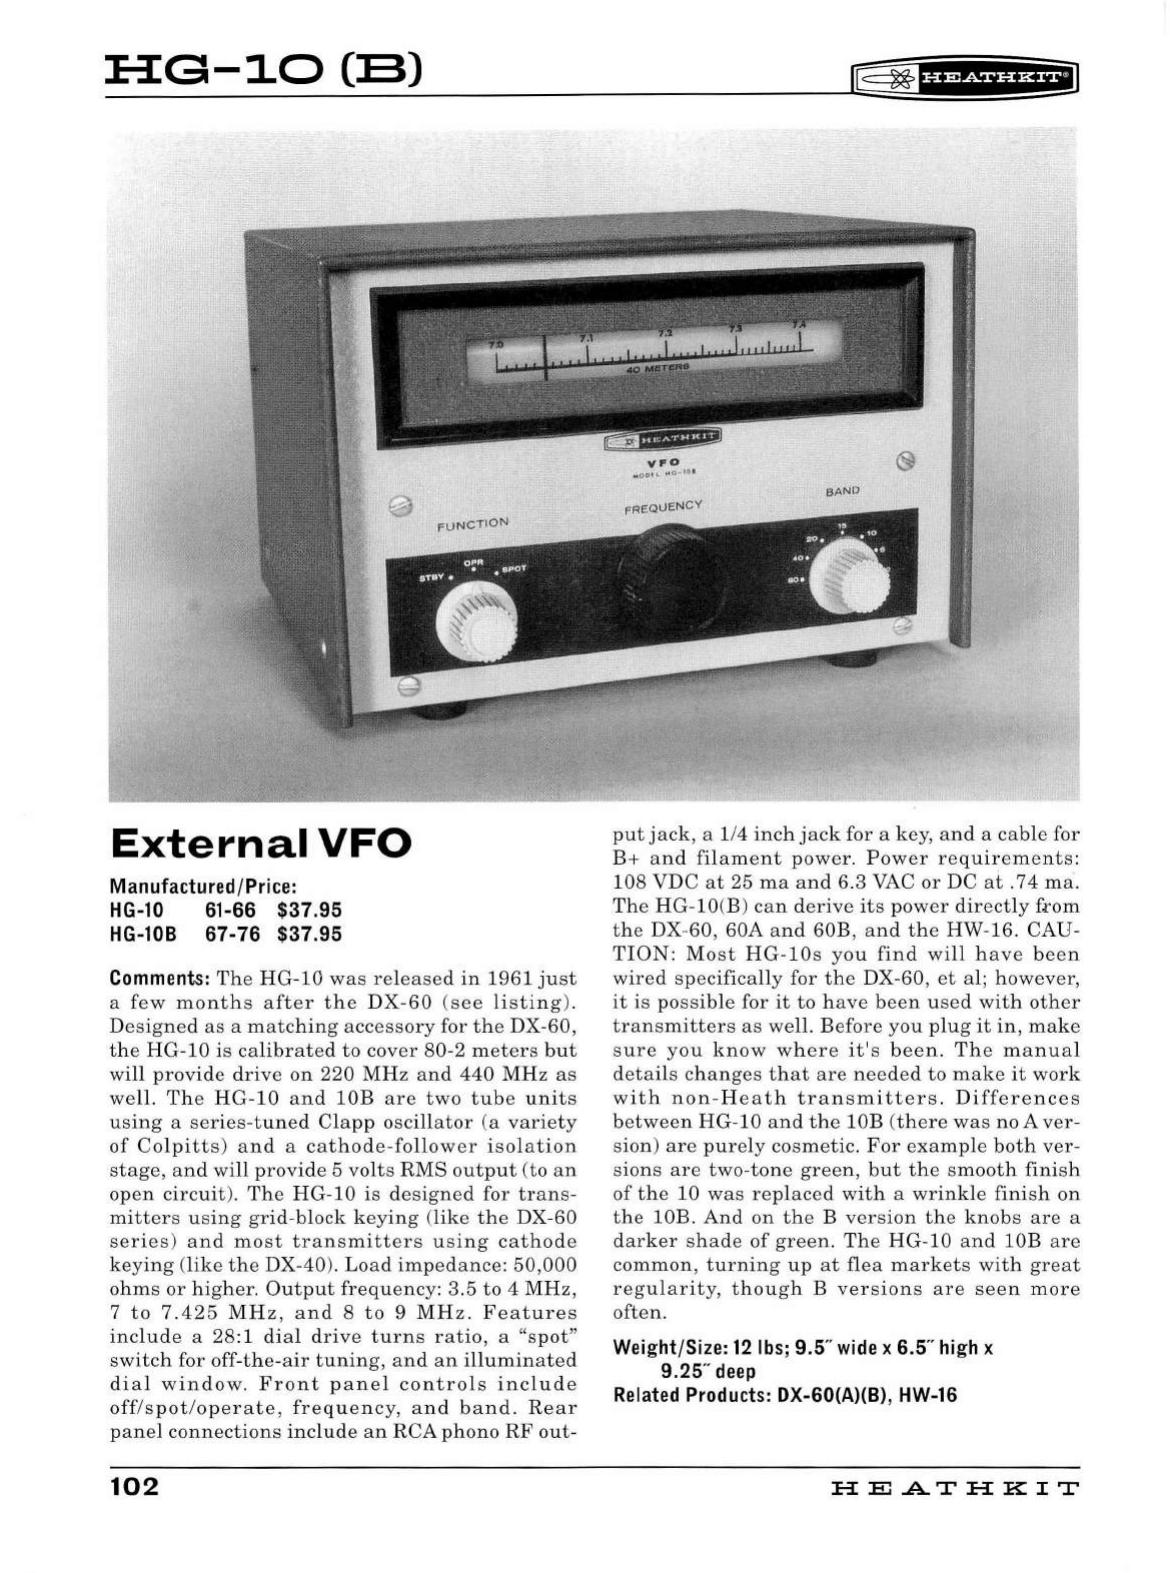 HG-10 (B)
HEATHKIT®
7.0 7.1 7.2 7.3 7.4
40 METERS
HEATHKIT
VFO
MODEL HG-10B
FUNCTION
FREQUENCY
BAND
STBY OPR SPOT
80 40 20 15 10 6
External VFO
Manufactured/Price:
HG-10 61-66 $37.95
HG-10B 67-76 $37.95
Comments: The HG-10 was released in 1961 just
a few months after the DX-60 (see listing).
Designed as a matching accessory for the DX-60,
the HG-10 is calibrated to cover 80-2 meters but
will provide drive on 220 MHz and 440 MHz as
well. The HG-10 and 10B are two tube units
using a series-tuned Clapp oscillator (a variety
of Colpitts) and a cathode-follower isolation
stage, and will provide 5 volts RMS output (to an
open circuit). The HG-10 is designed for trans-
mitters using grid-block keying (like the DX-60
series) and most transmitters using cathode
keying (like the DX-40). Load impedance: 50,000
ohms or higher. Output frequency: 3.5 to 4 MHz,
7 to 7.425 MHz, and 8 to 9 MHz. Features
include a 28:1 dial drive turns ratio, a “spot”
switch for off-the-air tuning, and an illuminated
dial window. Front panel controls include
off/spot/operate, frequency, and band. Rear
panel connections include an RCA phono RF out-
put jack, a 1/4 inch jack for a key, and a cable for
B+ and filament power. Power requirements:
108 VDC at 25 ma and 6.3 VAC or DC at .74 ma.
The HG-10(B) can derive its power directly from
the DX-60, 60A and 60B, and the HW-16. CAU-
TION: Most HG-10s you find will have been
wired specifically for the DX-60, et al; however,
it is possible for it to have been used with other
transmitters as well. Before you plug it in, make
sure you know where it's been. The manual
details changes that are needed to make it work
with non-Heath transmitters. Differences
between HG-10 and the 10B (there was no A ver-
sion) are purely cosmetic. For example both ver-
sions are two-tone green, but the smooth finish
of the 10 was replaced with a wrinkle finish on
the 10B. And on the B version the knobs are a
darker shade of green. The HG-10 and 10B are
common, turning up at flea markets with great
regularity, though B versions are seen more
often.
Weight/Size: 12 lbs; 9.5˝ wide x 6.5˝ high x
9.25˝ deep
Related Products: DX-60(A)(B), HW-16
102
HEATHKIT